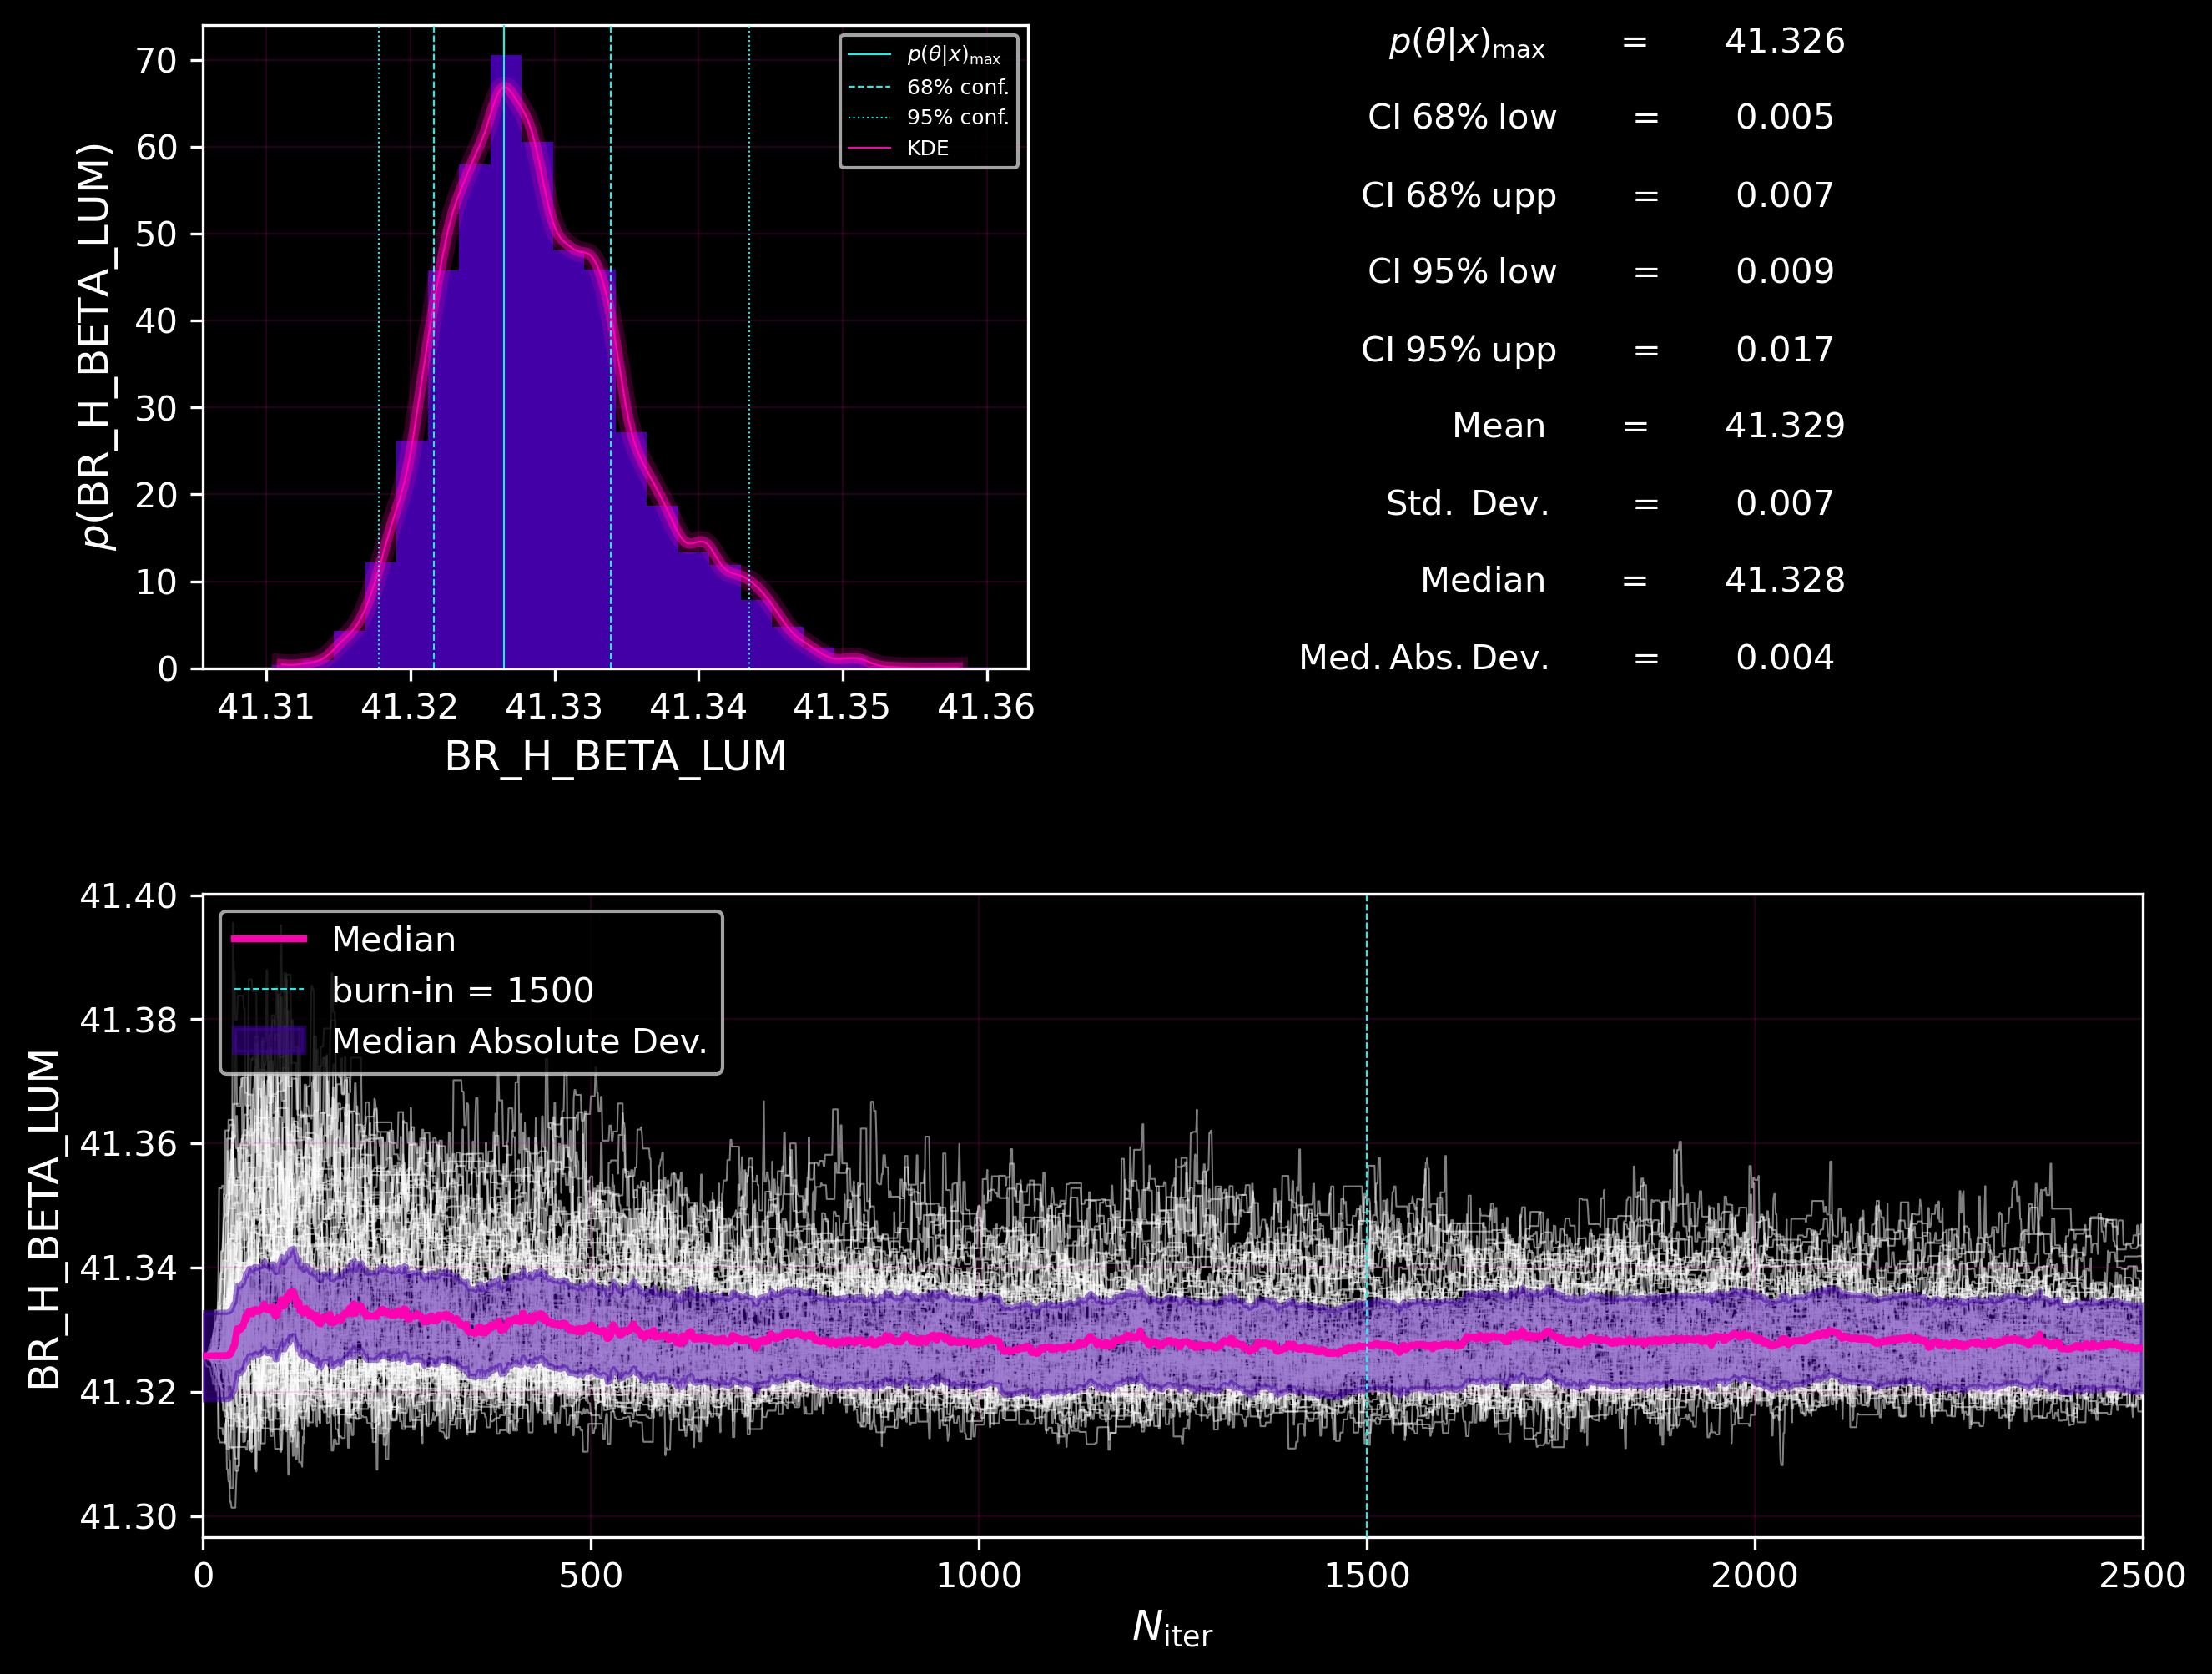 70
60
50
40
30
20
10
0
p(BR_H_BETA_LUM)
p(θ|x)max
68% conf.
95% conf.
KDE
41.31 41.32 41.33 41.34 41.35 41.36
BR_H_BETA_LUM
p(θ|x)max = 41.326
CI 68% low = 0.005
CI 68% upp = 0.007
CI 95% low = 0.009
CI 95% upp = 0.017
Mean = 41.329
Std. Dev. = 0.007
Median = 41.328
Med. Abs. Dev. = 0.004
41.40
41.38
41.36
41.34
41.32
41.30
BR_H_BETA_LUM
Median
burn-in = 1500
Median Absolute Dev.
0 500 1000 1500 2000 2500
Niter